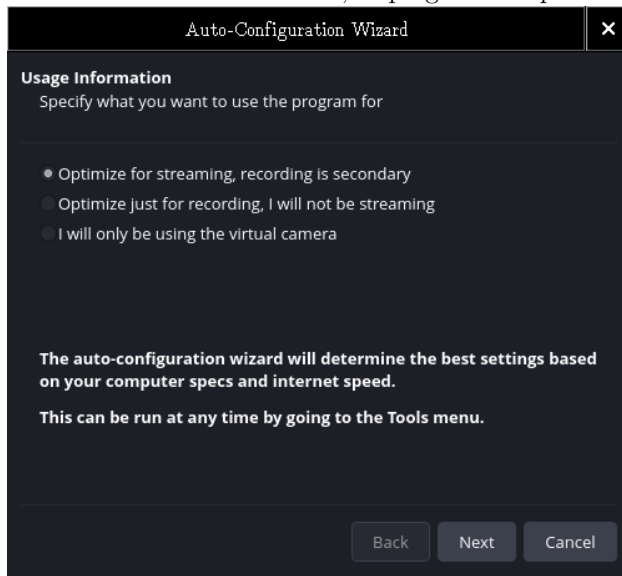 Auto-Configuration Wizard
Usage Information
Specify what you want to use the program for
Optimize for streaming, recording is secondary
Optimize just for recording, I will not be streaming
I will only be using the virtual camera
The auto-configuration wizard will determine the best settings based
on your computer specs and internet speed.
This can be run at any time by going to the Tools menu.
Back Next Cancel